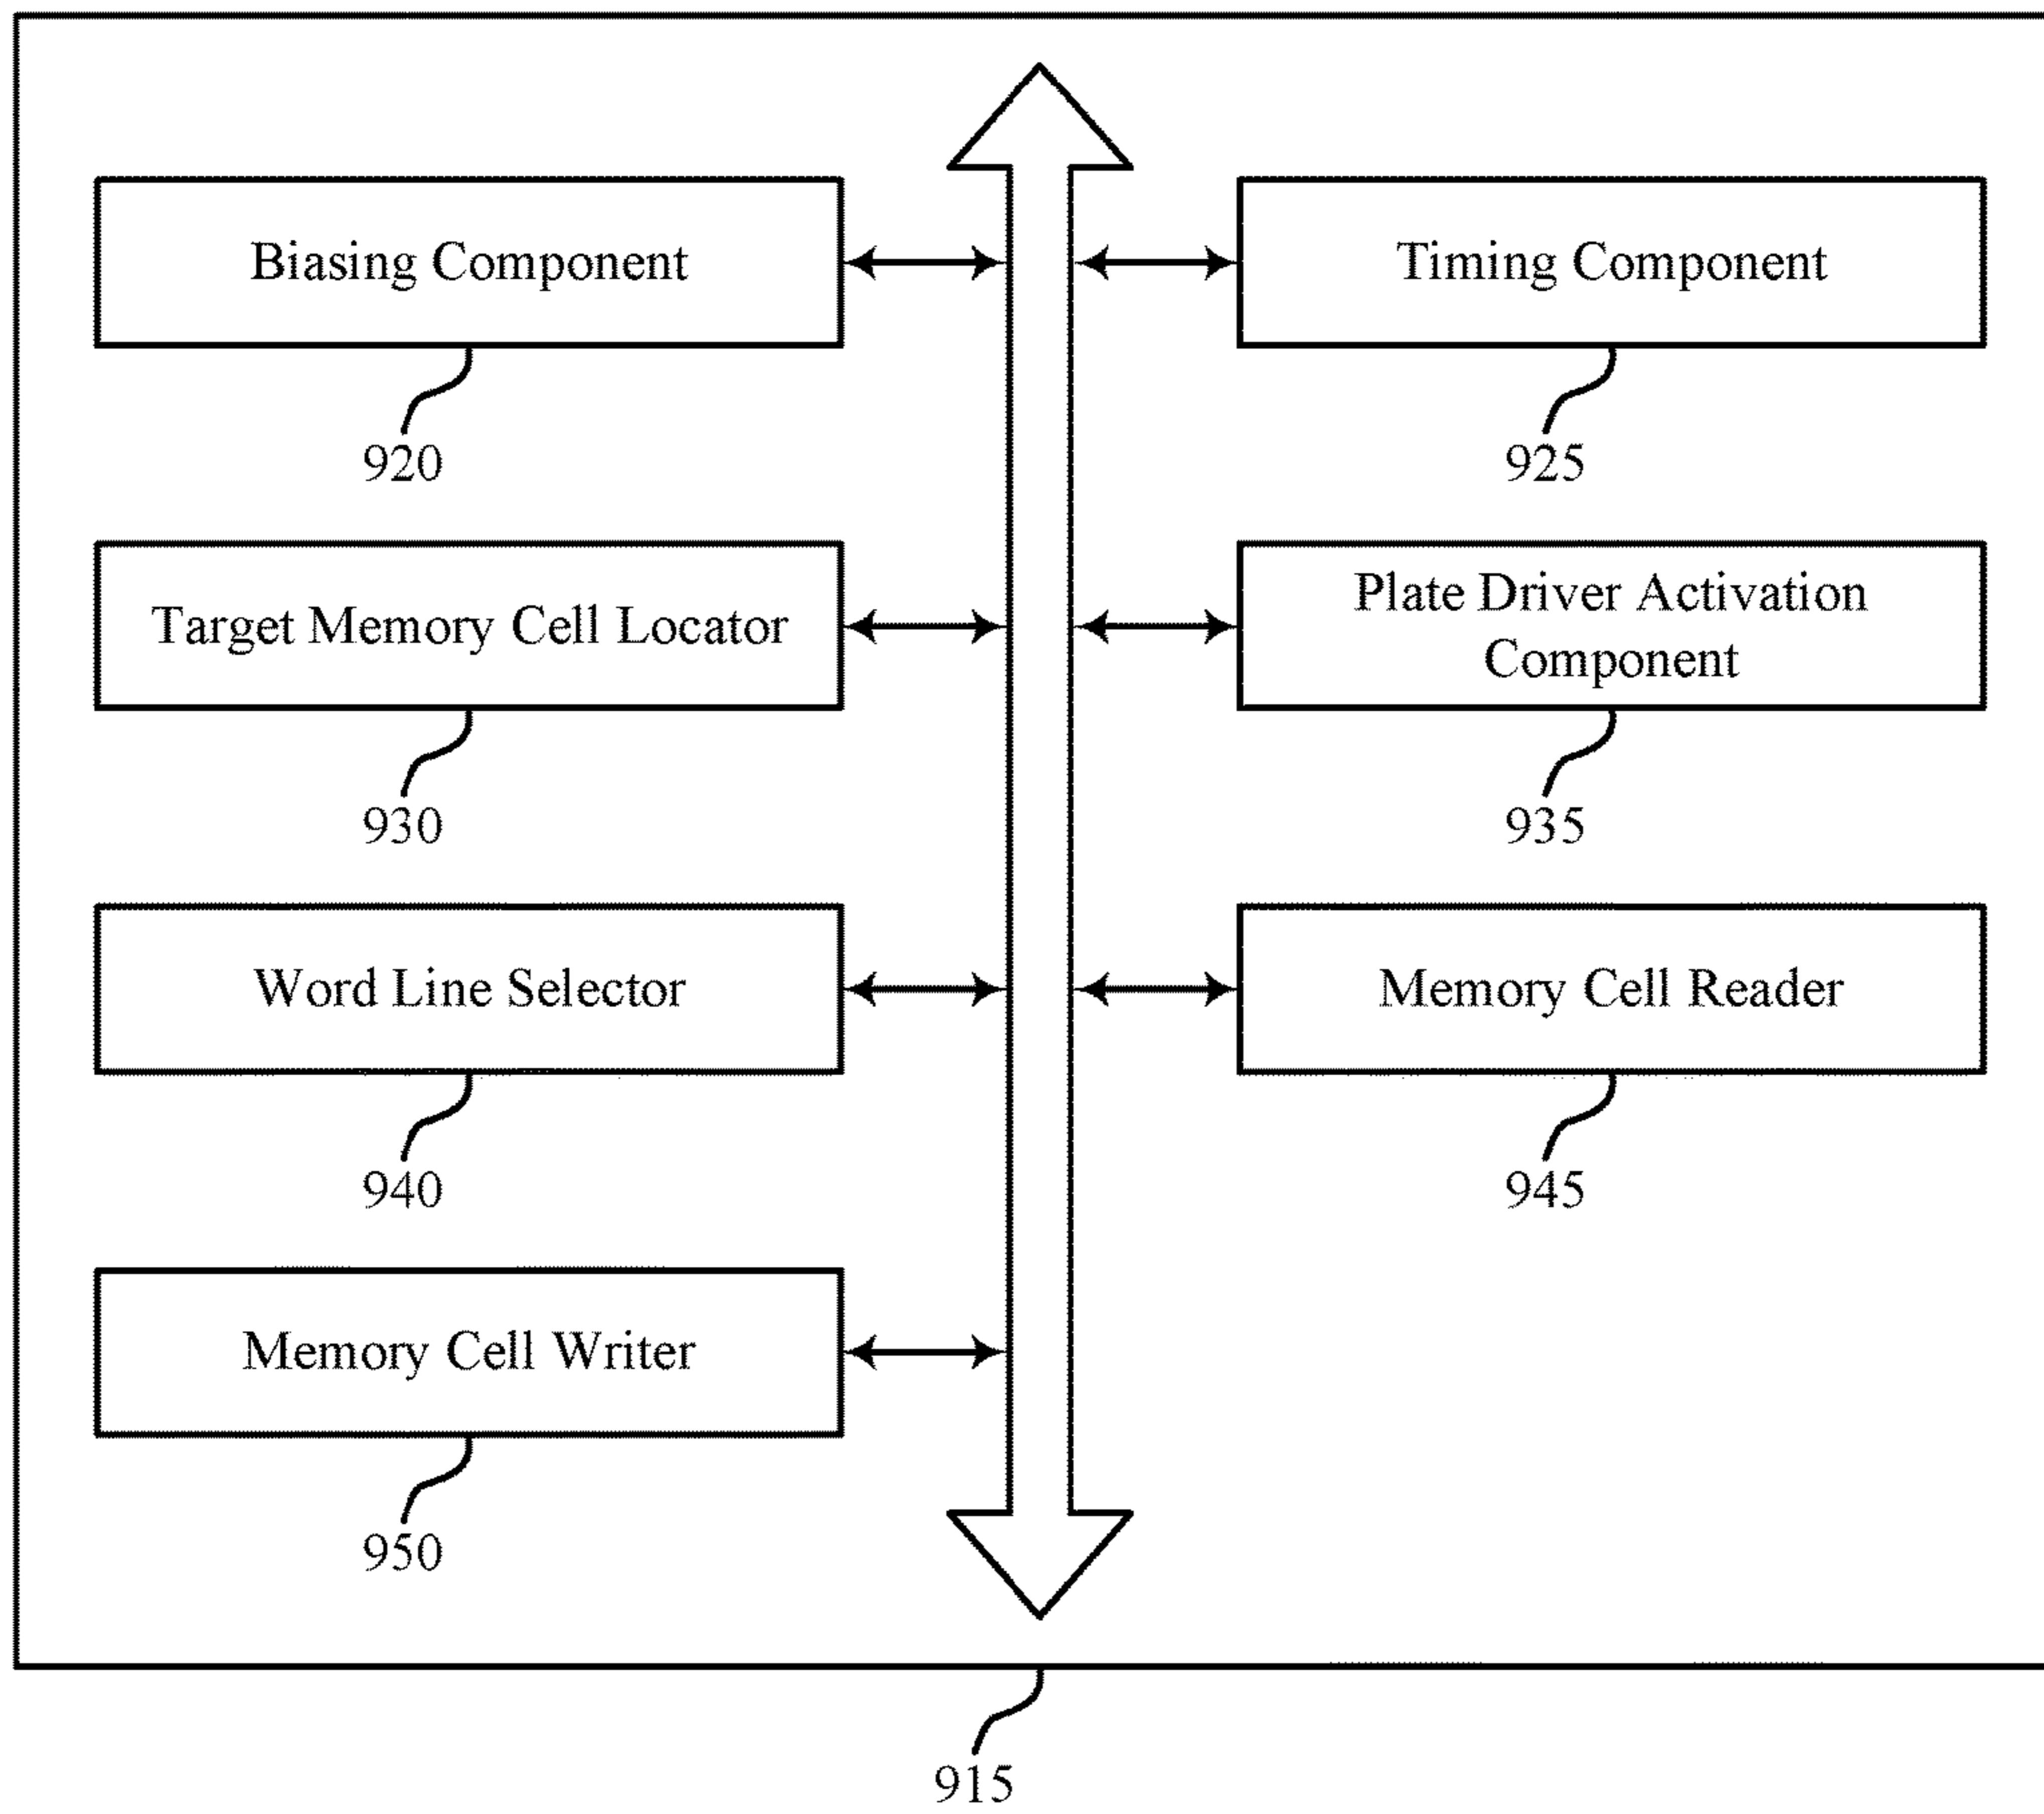 Biasing Component
Timing Component
920
925
Target Memory Cell Locator
Plate Driver Activation
Component
930
935
Word Line Selector
Memory Cell Reader
940
945
Memory Cell Writer
950
915